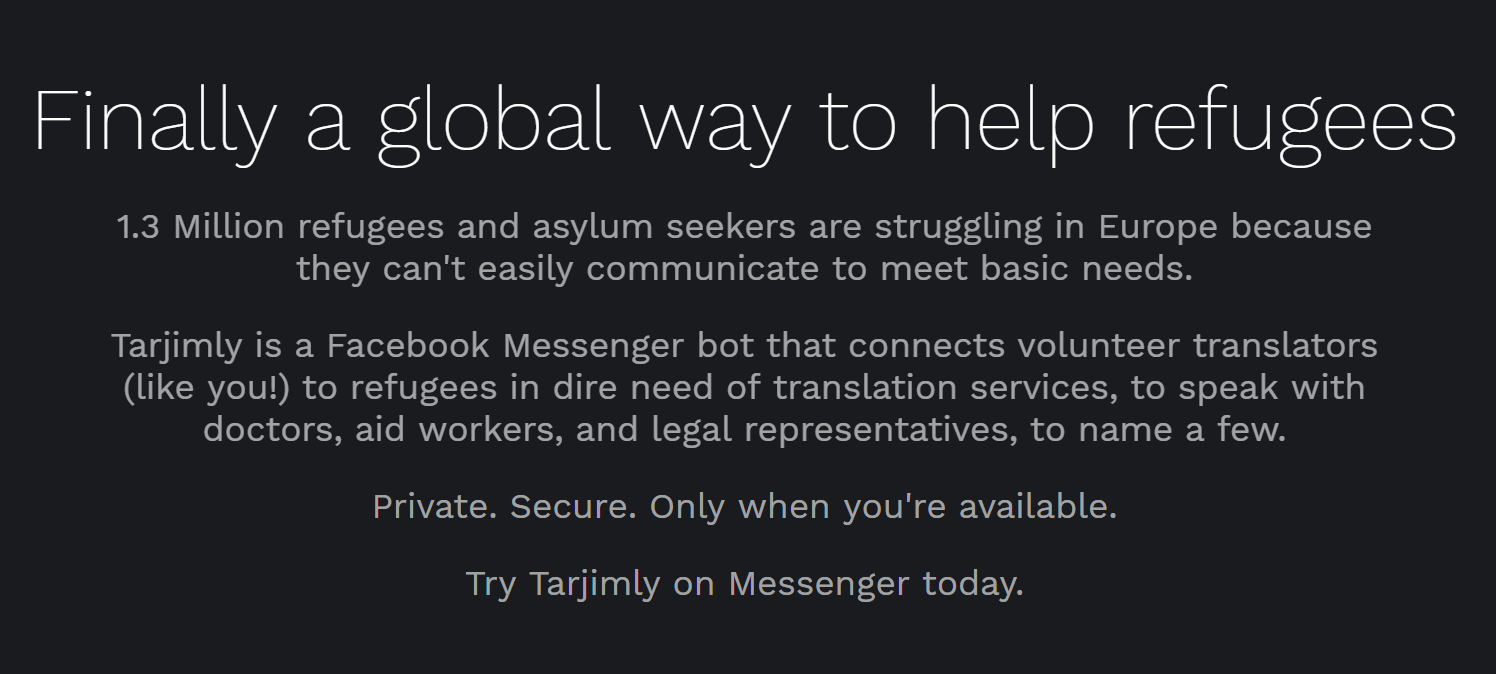 Finally a global way to help refugees
1.3 Million refugees and asylum seekers are struggling in Europe because
they can't easily communicate to meet basic needs.
Tarjimly is a Facebook Messenger bot that connects volunteer translators
(like you!) to refugees in dire need of translation services, to speak with
doctors, aid workers, and legal representatives, to name a few.
Private. Secure. Only when you're available.
Try Tarjimly on Messenger today.